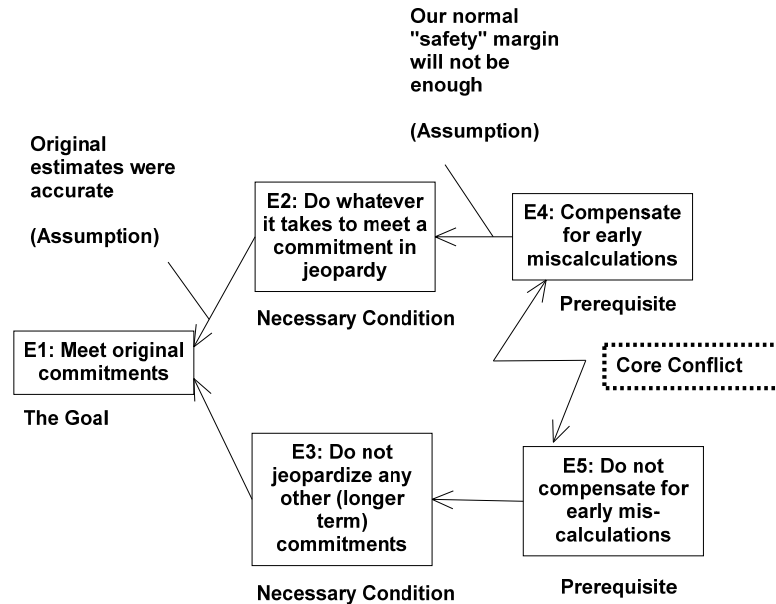 Our normal
"safety" margin
will not be
enough
(Assumption)
Original
estimates were
accurate
(Assumption)
E2: Do whatever
it takes to meet a
commitment in
jeopardy
Necessary Condition
E4: Compensate
for early
miscalculations
Prerequisite
E1: Meet original
commitments
The Goal
Core Conflict
E3: Do not
jeopardize any
other (longer
term)
commitments
Necessary Condition
E5: Do not
compensate for
early mis-
calculations
Prerequisite